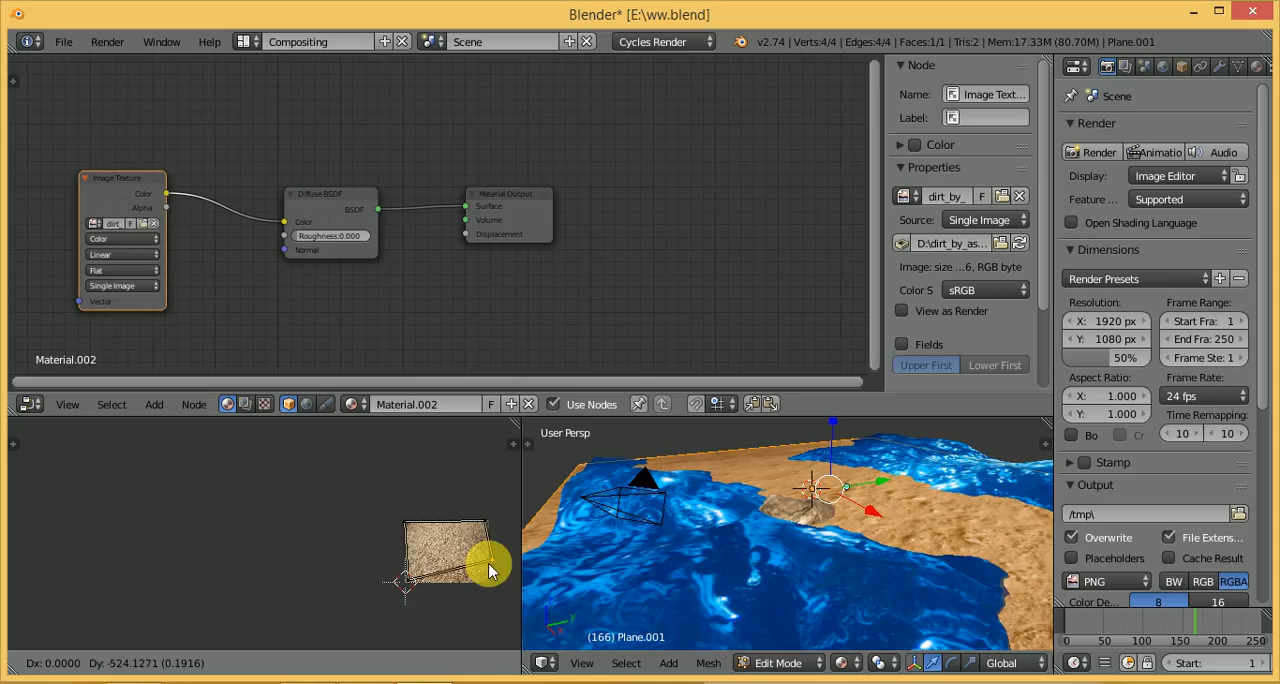 Blender* [E:\ww.blend]
File Render Window Help Compositing Scene Cycles Render v2.74 | Verts:4/4 | Edges:4/4 | Faces:1/1 | Tris:2 | Mem:17.33M (80.70M) | Plane.001
Image Texture
Color
Alpha
dirt_ F
Color
Linear
Flat
Single Image
Vector
Diffuse BSDF
BSDF
Color
Roughness:0.000
Normal
Material Output
Surface
Volume
Displacement
Material.002
Node
Name: Image Text...
Label:
Color
Properties
dirt_by_ F
Source: Single Image
D:\dirt_by_as...
Image: size ...6, RGB byte
Color S sRGB
View as Render
Fields
Upper First Lower First
Scene
Render
Render Animatio Audio
Display: Image Editor
Feature ... Supported
Open Shading Language
Dimensions
Render Presets
Resolution: Frame Range:
X: 1920 px Start Fra: 1
Y: 1080 px End Fra: 250
50% Frame Ste: 1
Aspect Ratio: Frame Rate:
X: 1.000 24 fps
Y: 1.000 Time Remapping:
Bo Cr 10 10
Stamp
Output
/tmp\
Overwrite File Extens...
Placeholders Cache Result
PNG BW RGB RGBA
Color De... 8 16
View Select Add Node Material.002 F Use Nodes
User Persp
(166) Plane.001
0 50 100 150 200 250
Dx: 0.0000 Dy: -524.1271 (0.1916)
View Select Add Mesh Edit Mode Global
Start: 1